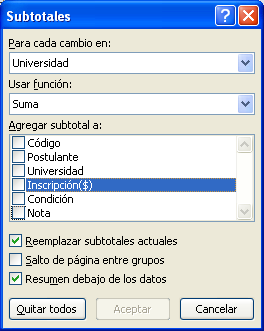 Subtotales
Para cada cambio en:
Universidad
Usar función:
Suma
Agregar subtotal a:
Código
Postulante
Universidad
Inscripción($)
Condición
Nota
Reemplazar subtotales actuales
Salto de página entre grupos
Resumen debajo de los datos
Quitar todos Aceptar Cancelar